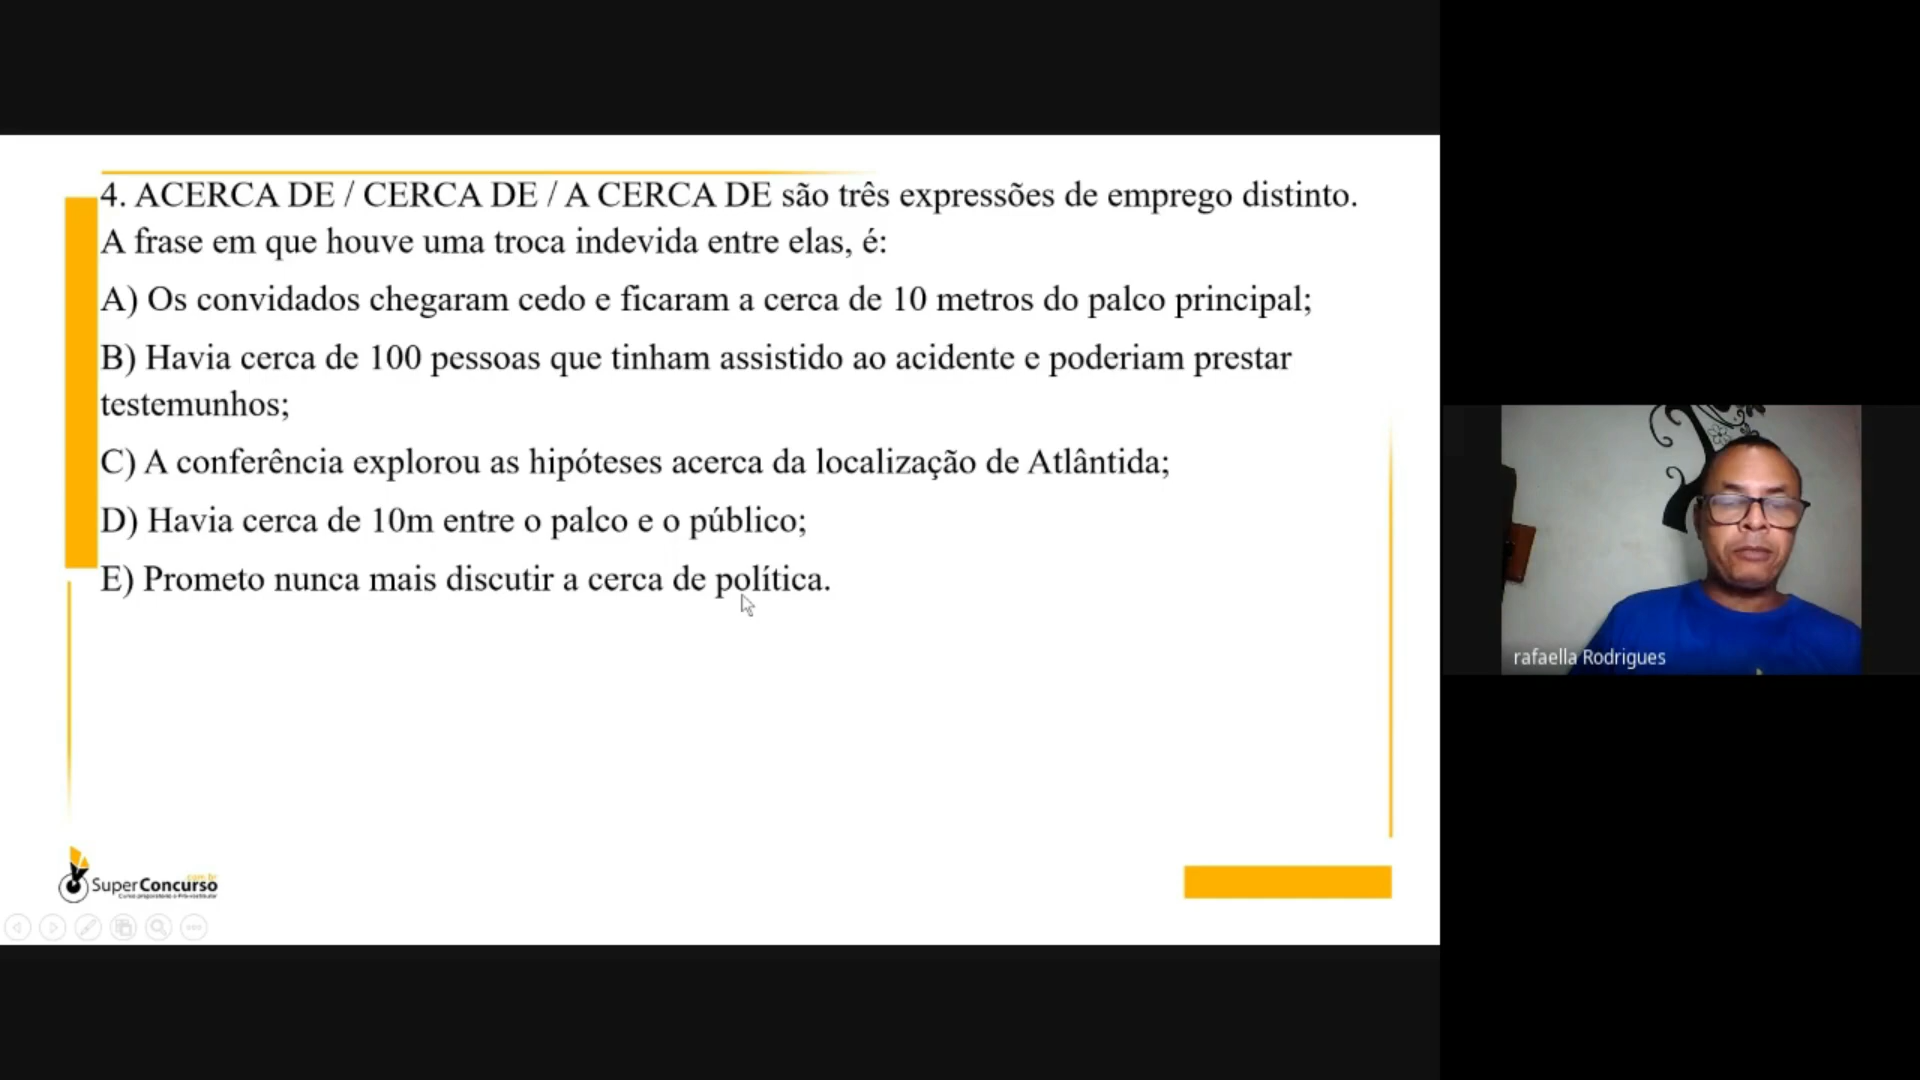 4. ACERCA DE / CERCA DE / A CERCA DE são três expressões de emprego distinto.
A frase em que houve uma troca indevida entre elas, é:
A) Os convidados chegaram cedo e ficaram a cerca de 10 metros do palco principal;
B) Havia cerca de 100 pessoas que tinham assistido ao acidente e poderiam prestar
testemunhos;
C) A conferência explorou as hipóteses acerca da localização de Atlântida;
D) Havia cerca de 10m entre o palco e o público;
E) Prometo nunca mais discutir a cerca de política.
rafaella Rodrigues
.com.br
SuperConcurso